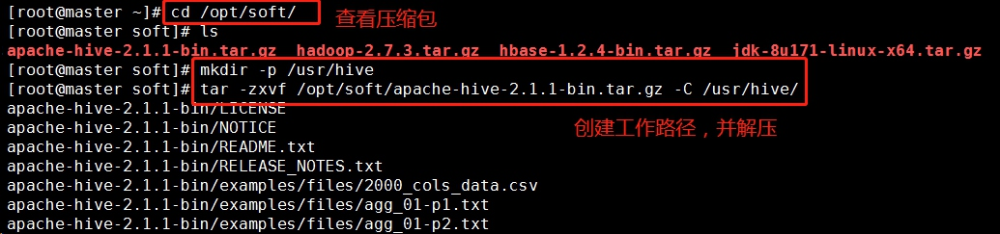 [root@master ~]# cd /opt/soft/ 查看压缩包
[root@master soft]# ls
apache-hive-2.1.1-bin.tar.gz hadoop-2.7.3.tar.gz hbase-1.2.4-bin.tar.gz jdk-8u171-linux-x64.tar.gz
[root@master soft]# mkdir -p /usr/hive
[root@master soft]# tar -zxvf /opt/soft/apache-hive-2.1.1-bin.tar.gz -C /usr/hive/
apache-hive-2.1.1-bin/LICENSE
创建工作路径，并解压
apache-hive-2.1.1-bin/NOTICE
apache-hive-2.1.1-bin/README.txt
apache-hive-2.1.1-bin/RELEASE_NOTES.txt
apache-hive-2.1.1-bin/examples/files/2000_cols_data.csv
apache-hive-2.1.1-bin/examples/files/agg_01-p1.txt
apache-hive-2.1.1-bin/examples/files/agg_01-p2.txt